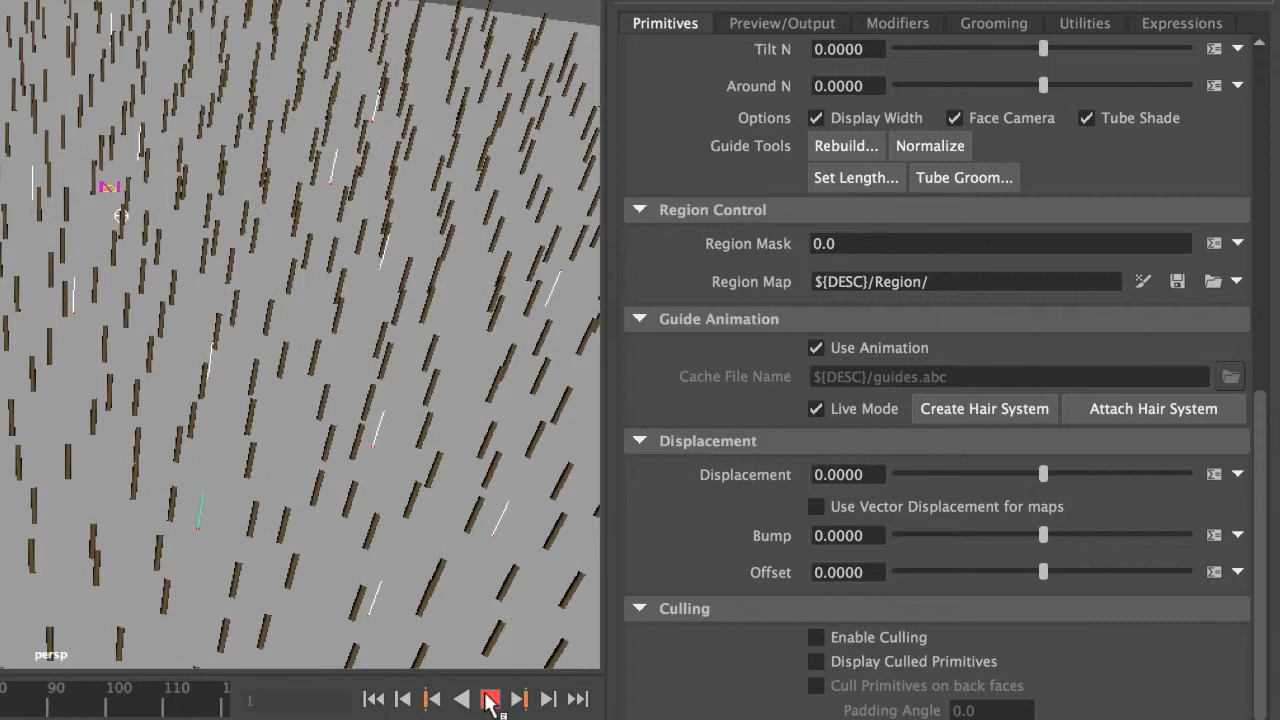 Primitives Preview/Output Modifiers Grooming Utilities Expressions
Tilt N 0.0000
Around N 0.0000
Options Display Width Face Camera Tube Shade
Guide Tools Rebuild... Normalize
Set Length... Tube Groom...
Region Control
Region Mask 0.0
Region Map ${DESC}/Region/
Guide Animation
Use Animation
Cache File Name ${DESC}/guides.abc
Live Mode Create Hair System Attach Hair System
Displacement
Displacement 0.0000
Use Vector Displacement for maps
Bump 0.0000
Offset 0.0000
Culling
Enable Culling
Display Culled Primitives
Cull Primitives on back faces
Padding Angle 0.0
persp
0 90 100 110 1
1